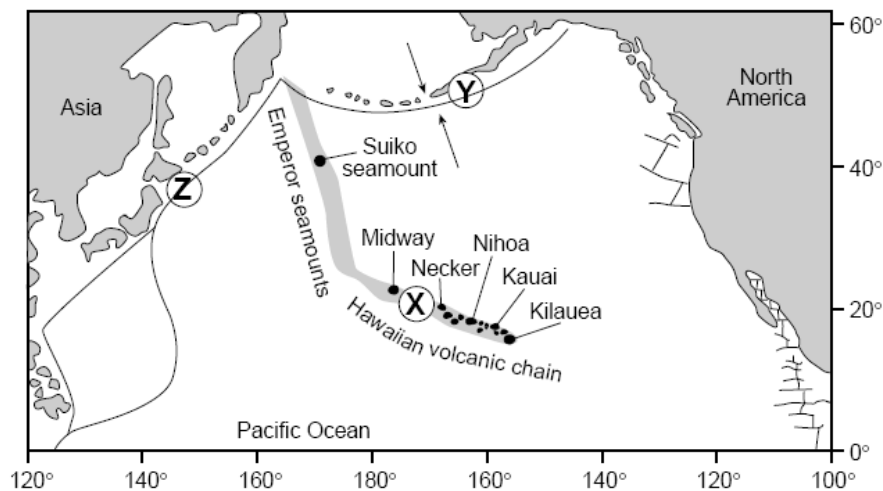 60°
Asia
North
America
Y
Suiko
seamount
Emperor seamounts
40°
Z
Midway
Nihoa
Necker
Kauai
X
Kilauea
20°
Hawaiian volcanic chain
Pacific Ocean
0°
120° 140° 160° 180° 160° 140° 120° 100°